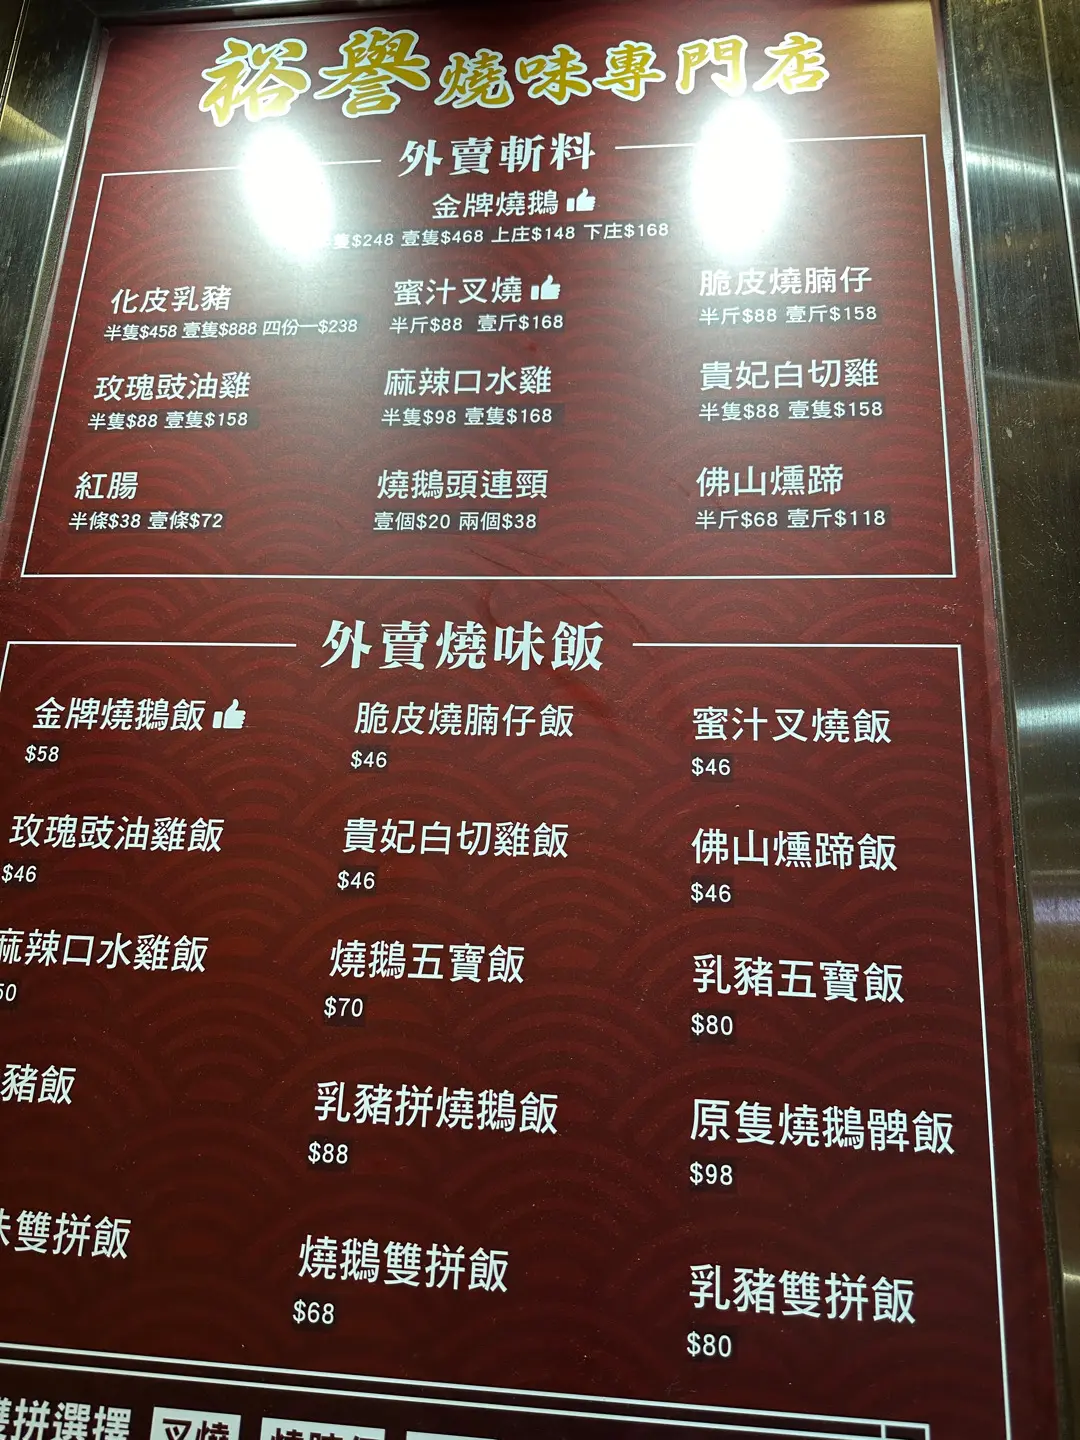 裕譽燒味專門店
外賣斬料
金牌燒鵝
隻$248 壹隻$468 上庄$148 下庄$168
化皮乳豬 蜜汁叉燒 脆皮燒腩仔
半隻$458 壹隻$888 四份一$238 半斤$88 壹斤$168 半斤$88 壹斤$158
玫瑰豉油雞 麻辣口水雞 貴妃白切雞
半隻$88 壹隻$158 半隻$98 壹隻$168 半隻$88 壹隻$158
紅腸 燒鵝頭連頸 佛山燻蹄
半條$38 壹條$72 壹個$20 兩個$38 半斤$68 壹斤$118
外賣燒味飯
金牌燒鵝飯 脆皮燒腩仔飯 蜜汁叉燒飯
$58 $46 $46
玫瑰豉油雞飯 貴妃白切雞飯 佛山燻蹄飯
$46 $46 $46
麻辣口水雞飯 燒鵝五寶飯 乳豬五寶飯
50 $70 $80
豬飯 乳豬拼燒鵝飯 原隻燒鵝髀飯
$88 $98
味雙拼飯 燒鵝雙拼飯 乳豬雙拼飯
$68 $80
雙拼選擇 叉燒